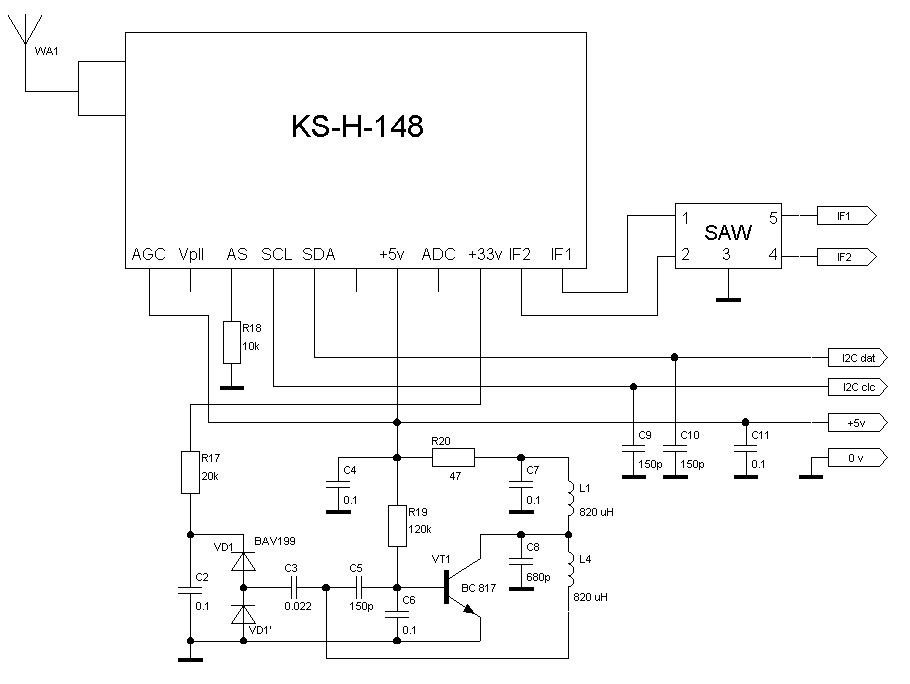 WA1
KS-H-148
AGC Vpll AS SCL SDA +5v ADC +33v IF2 IF1
1 SAW 5
2 3 4
IF1
IF2
R18
10k
I2C dat
I2C clc
+5v
0 v
C9
150p
C10
150p
C11
0.1
R17
20k
R20
47
C4
0.1
C7
0.1
L1
820 uH
R19
120k
VD1
BAV199
VT1
BC 817
C8
680p
L4
820 uH
C2
0.1
C3
0.022
C5
150p
C6
0.1
VD1'